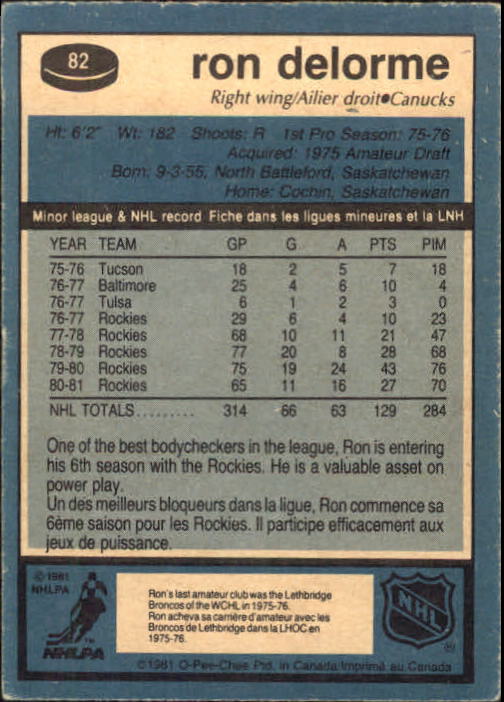 82
ron delorme
Right wing/Ailier droit•Canucks
Ht: 6'2" Wt: 182 Shoots: R 1st Pro Season: 75-76
Acquired: 1975 Amateur Draft
Born: 9-3-55, North Battleford, Saskatchewan
Home: Cochin, Saskatchewan
Minor league & NHL record Fiche dans les ligues mineures et la LNH
YEAR TEAM GP G A PTS PIM
75-76 Tucson 18 2 5 7 18
76-77 Baltimore 25 4 6 10 4
76-77 Tulsa 6 1 2 3 0
76-77 Rockies 29 6 4 10 23
77-78 Rockies 68 10 11 21 47
78-79 Rockies 77 20 8 28 68
79-80 Rockies 75 19 24 43 76
80-81 Rockies 65 11 16 27 70
NHL TOTALS......... 314 66 63 129 284
One of the best bodycheckers in the league, Ron is entering
his 6th season with the Rockies. He is a valuable asset on
power play.
Un des meilleurs bloqueurs dans la ligue, Ron commence sa
6ème saison pour les Rockies. Il participe efficacement aux
jeux de puissance.
© 1981
NHLPA
NHLPA
™
Ron's last amateur club was the Lethbridge
Broncos of the WCHL in 1975-76.
Ron acheva sa carrière d'amateur avec les
Broncos de Lethbridge dans la LHOC en
1975-76.
NHL
®
©1981 O-Pee-Chee Ptd. in Canada/Imprimé au Canada